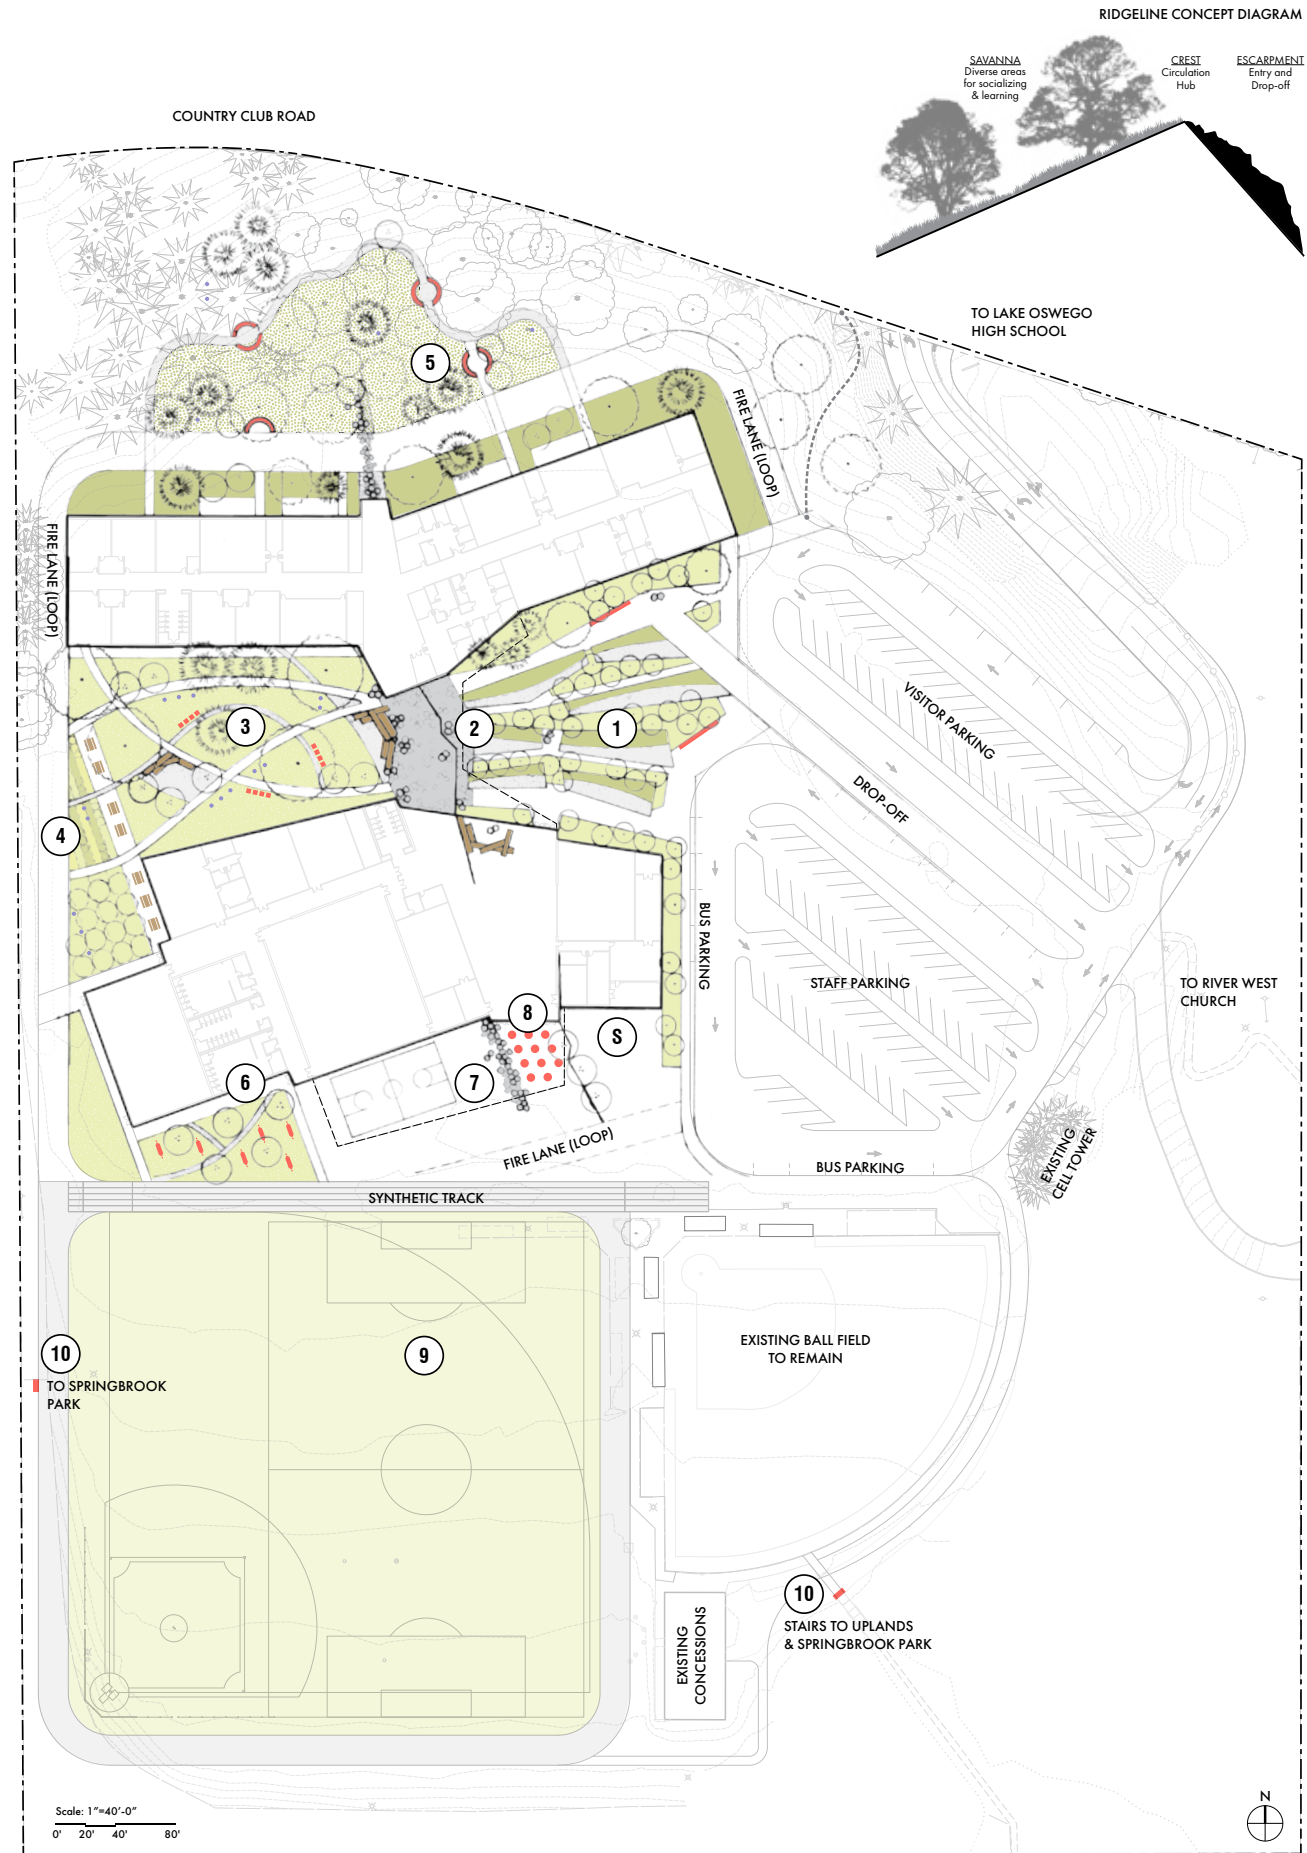 RIDGELINE CONCEPT DIAGRAM
SAVANNA
Diverse areas
for socializing
& learning
CREST
Circulation
Hub
ESCARPMENT
Entry and
Drop-off
COUNTRY CLUB ROAD
TO LAKE OSWEGO
HIGH SCHOOL
5
FIRE LANE (LOOP)
FIRE LANE (LOOP)
3
2
1
VISITOR PARKING
DROP-OFF
4
BUS PARKING
STAFF PARKING
TO RIVER WEST
CHURCH
8
S
6
7
FIRE LANE (LOOP)
EXISTING
CELL TOWER
BUS PARKING
SYNTHETIC TRACK
10
TO SPRINGBROOK
PARK
9
EXISTING BALL FIELD
TO REMAIN
10
STAIRS TO UPLANDS
& SPRINGBROOK PARK
EXISTING
CONCESSIONS
Scale: 1"=40'-0"
0' 20' 40' 80'
N